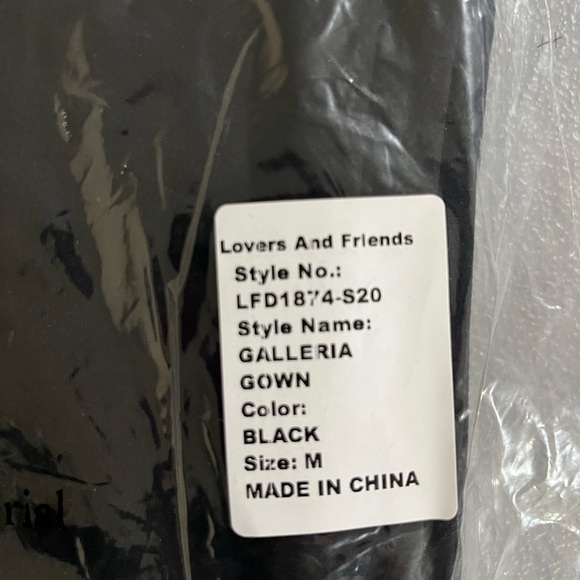 Lovers And Friends
Style No.:
LFD1874-S20
Style Name:
GALLERIA
GOWN
Color:
BLACK
Size: M
MADE IN CHINA